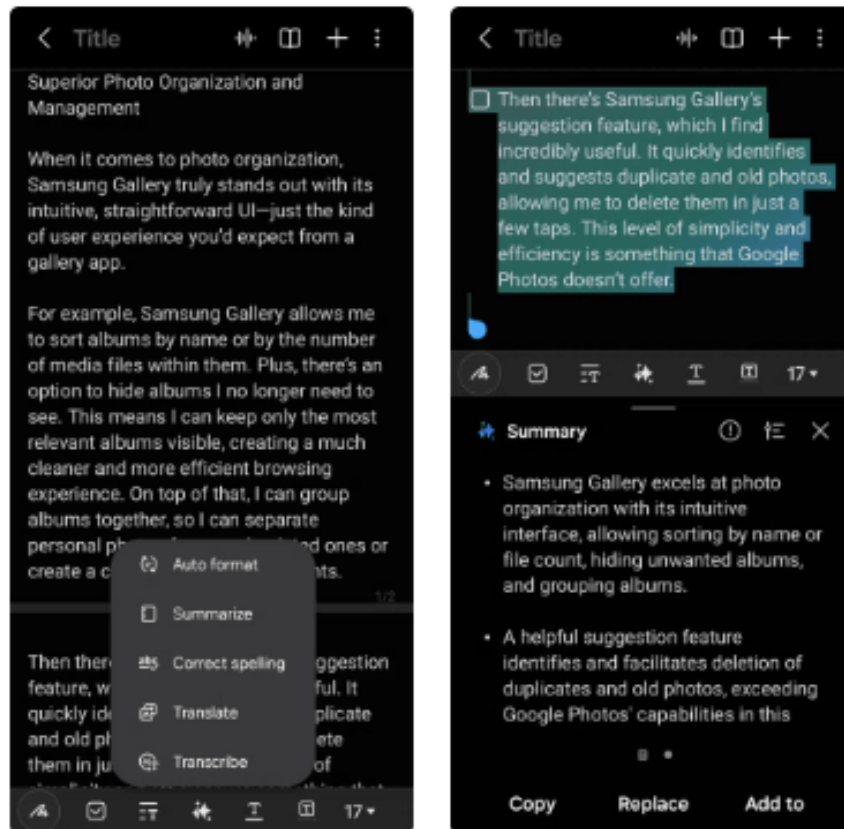 Title
Superior Photo Organization and
Management
When it comes to photo organization,
Samsung Gallery truly stands out with its
intuitive, straightforward UI—just the kind
of user experience you'd expect from a
gallery app.
For example, Samsung Gallery allows me
to sort albums by name or by the number
of media files within them. Plus, there's an
option to hide albums I no longer need to
see. This means I can keep only the most
relevant albums visible, creating a much
cleaner and more efficient browsing
experience. On top of that, I can group
albums together, so I can separate
personal ones or
create a
1/2
Auto format
Summarize
Correct spelling
Translate
Transcribe
Then
feature,
quickly
and old
them in of
17
Title
Then there's Samsung Gallery's
suggestion feature, which I find
incredibly useful. It quickly identifies
and suggests duplicate and old photos,
allowing me to delete them in just a
few taps. This level of simplicity and
efficiency is something that Google
Photos doesn't offer.
17
Summary
• Samsung Gallery excels at photo
organization with its intuitive
interface, allowing sorting by name or
file count, hiding unwanted albums,
and grouping albums.
• A helpful suggestion feature
identifies and facilitates deletion of
duplicates and old photos, exceeding
Google Photos' capabilities in this
Copy Replace Add to